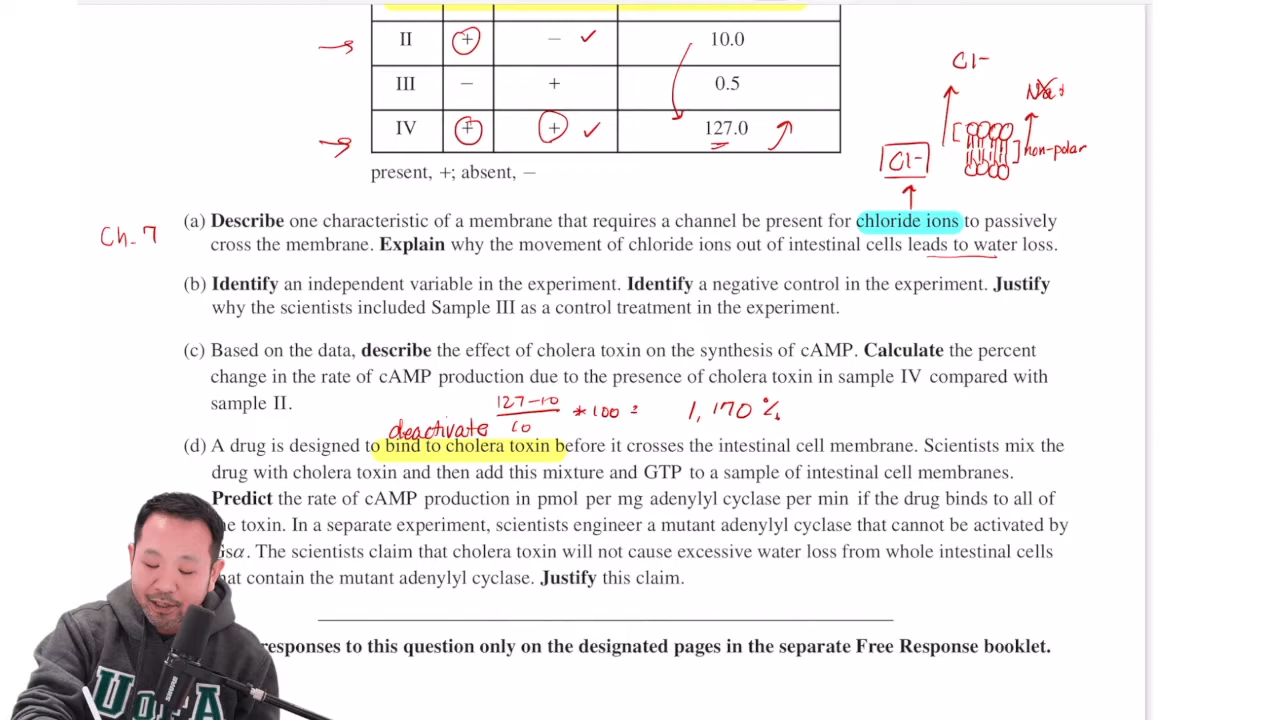 II + - ✓ 10.0
III - + 0.5
IV + + ✓ 127.0
Cl-
Na+
non-polar
Cl-
present, +; absent, −
Ch. 7
(a) Describe one characteristic of a membrane that requires a channel be present for chloride ions to passively
cross the membrane. Explain why the movement of chloride ions out of intestinal cells leads to water loss.
(b) Identify an independent variable in the experiment. Identify a negative control in the experiment. Justify
why the scientists included Sample III as a control treatment in the experiment.
(c) Based on the data, describe the effect of cholera toxin on the synthesis of cAMP. Calculate the percent
change in the rate of cAMP production due to the presence of cholera toxin in sample IV compared with
sample II.
127-10
10
* 100 = 1,170 %
deactivate
(d) A drug is designed to bind to cholera toxin before it crosses the intestinal cell membrane. Scientists mix the
drug with cholera toxin and then add this mixture and GTP to a sample of intestinal cell membranes.
Predict the rate of cAMP production in pmol per mg adenylyl cyclase per min if the drug binds to all of
he toxin. In a separate experiment, scientists engineer a mutant adenylyl cyclase that cannot be activated by
Gsα. The scientists claim that cholera toxin will not cause excessive water loss from whole intestinal cells
hat contain the mutant adenylyl cyclase. Justify this claim.
responses to this question only on the designated pages in the separate Free Response booklet.
SHURE
U OF A